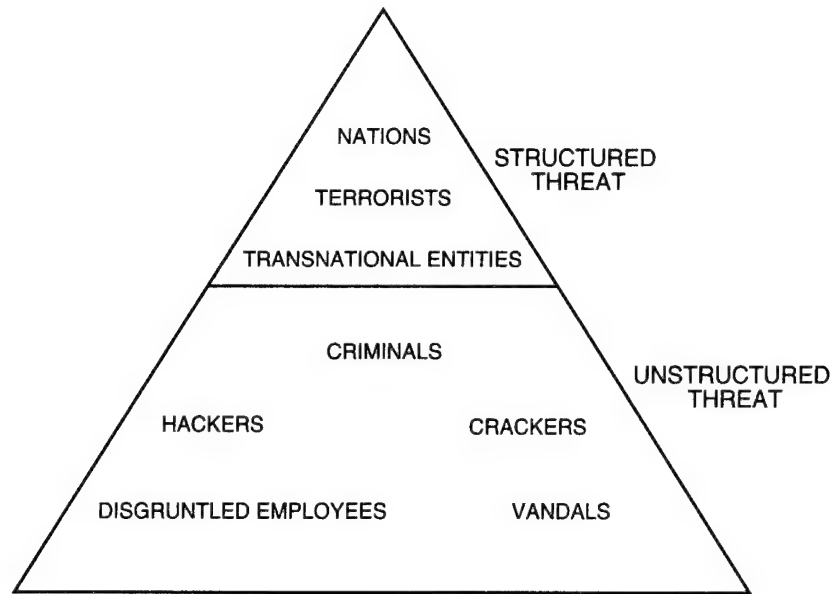 NATIONS
STRUCTURED
THREAT
TERRORISTS
TRANSNATIONAL ENTITIES
CRIMINALS
UNSTRUCTURED
THREAT
HACKERS
CRACKERS
DISGRUNTLED EMPLOYEES
VANDALS